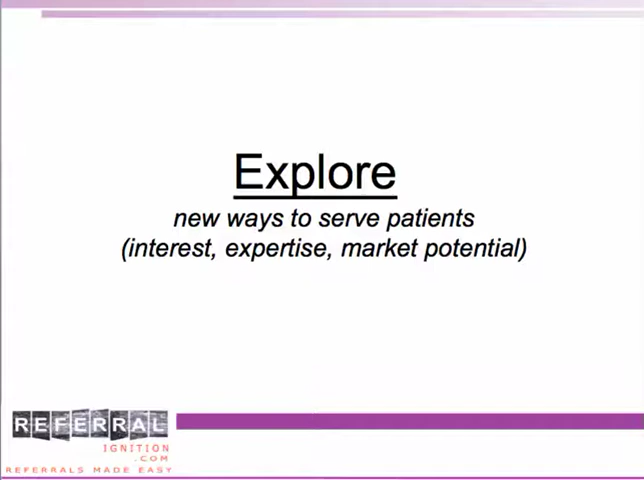 Explore
new ways to serve patients
(interest, expertise, market potential)
REFERRAL
IGNITION
.COM
REFERRALS MADE EASY